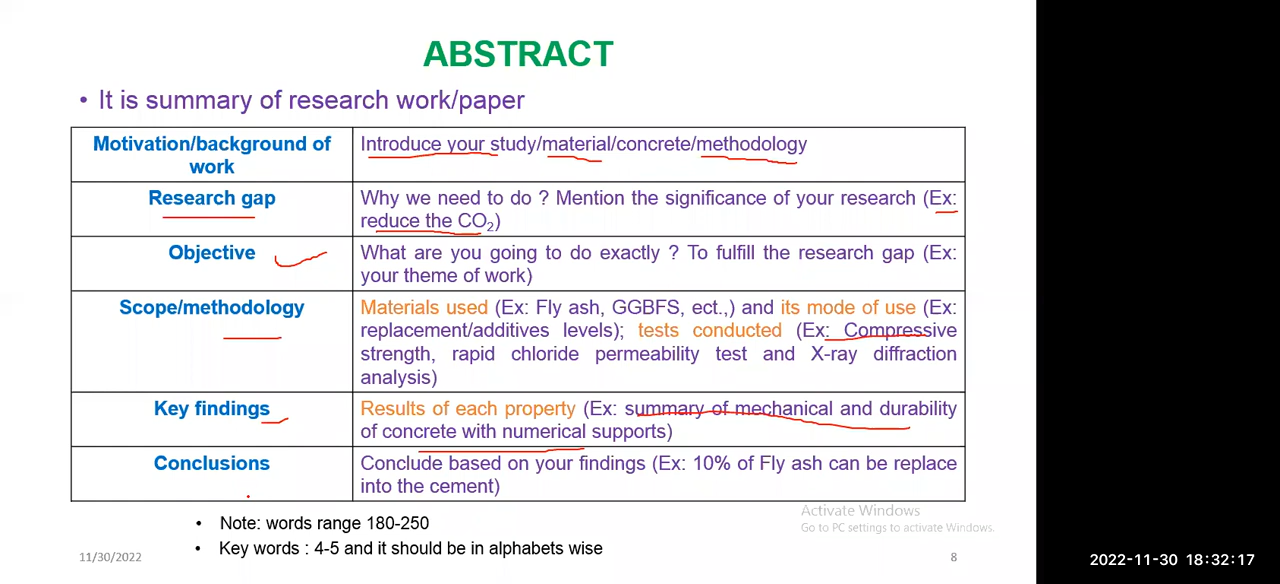 ABSTRACT
• It is summary of research work/paper
Motivation/background of
work
Introduce your study/material/concrete/methodology
Research gap
Why we need to do ? Mention the significance of your research (Ex:
reduce the CO₂)
Objective
What are you going to do exactly ? To fulfill the research gap (Ex:
your theme of work)
Scope/methodology
Materials used (Ex: Fly ash, GGBFS, ect.,) and its mode of use (Ex:
replacement/additives levels); tests conducted (Ex: Compressive
strength, rapid chloride permeability test and X-ray diffraction
analysis)
Key findings
Results of each property (Ex: summary of mechanical and durability
of concrete with numerical supports)
Conclusions
Conclude based on your findings (Ex: 10% of Fly ash can be replace
into the cement)
• Note: words range 180-250
• Key words : 4-5 and it should be in alphabets wise
Activate Windows
Go to PC settings to activate Windows.
11/30/2022
8
2022-11-30 18:32:17